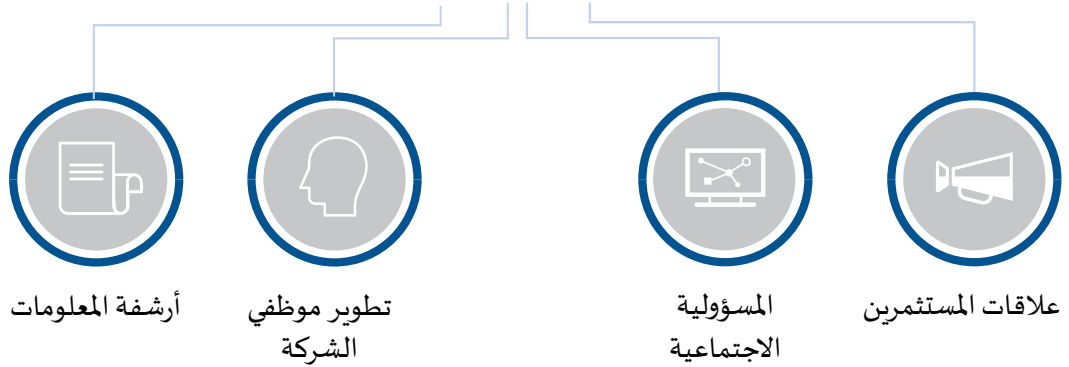 علاقات المستثمرين
المسؤولية
الاجتماعية
تطوير موظفي
الشركة
أرشفة المعلومات